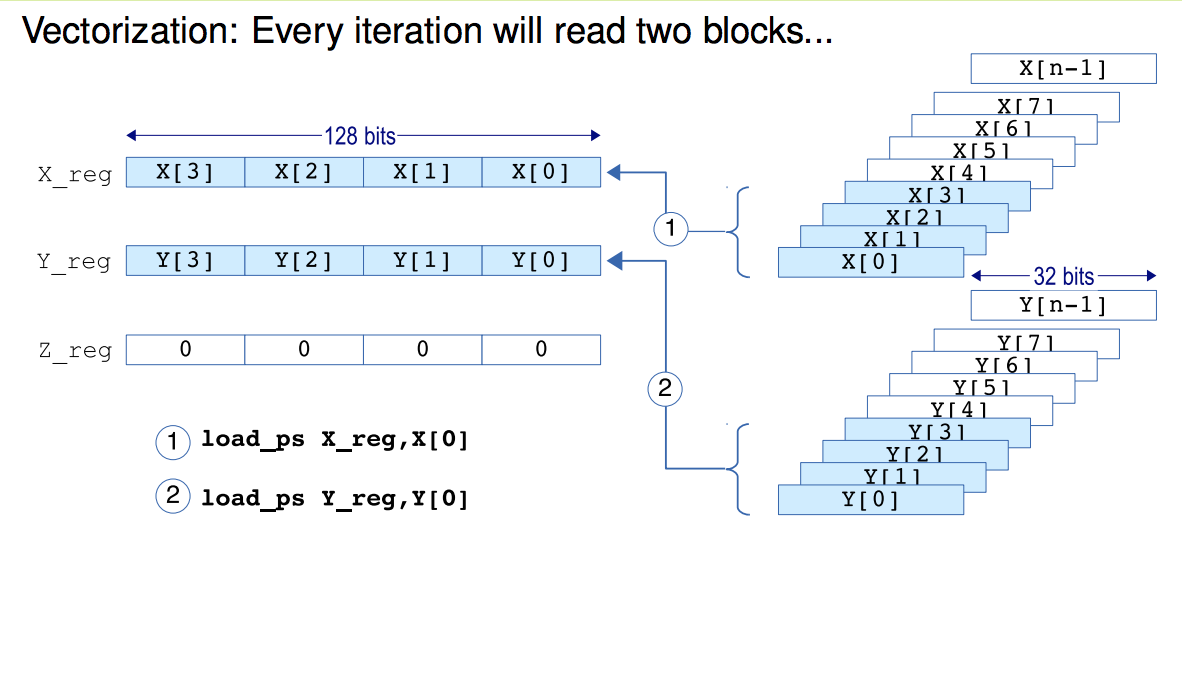 Vectorization: Every iteration will read two blocks...
128 bits
X_reg X[3] X[2] X[1] X[0]
Y_reg Y[3] Y[2] Y[1] Y[0]
Z_reg 0 0 0 0
1 load_ps X_reg,X[0]
2 load_ps Y_reg,Y[0]
1
2
X[n-1]
X[7]
X[6]
X[5]
X[4]
X[3]
X[2]
X[1]
X[0]
32 bits
Y[n-1]
Y[7]
Y[6]
Y[5]
Y[4]
Y[3]
Y[2]
Y[1]
Y[0]